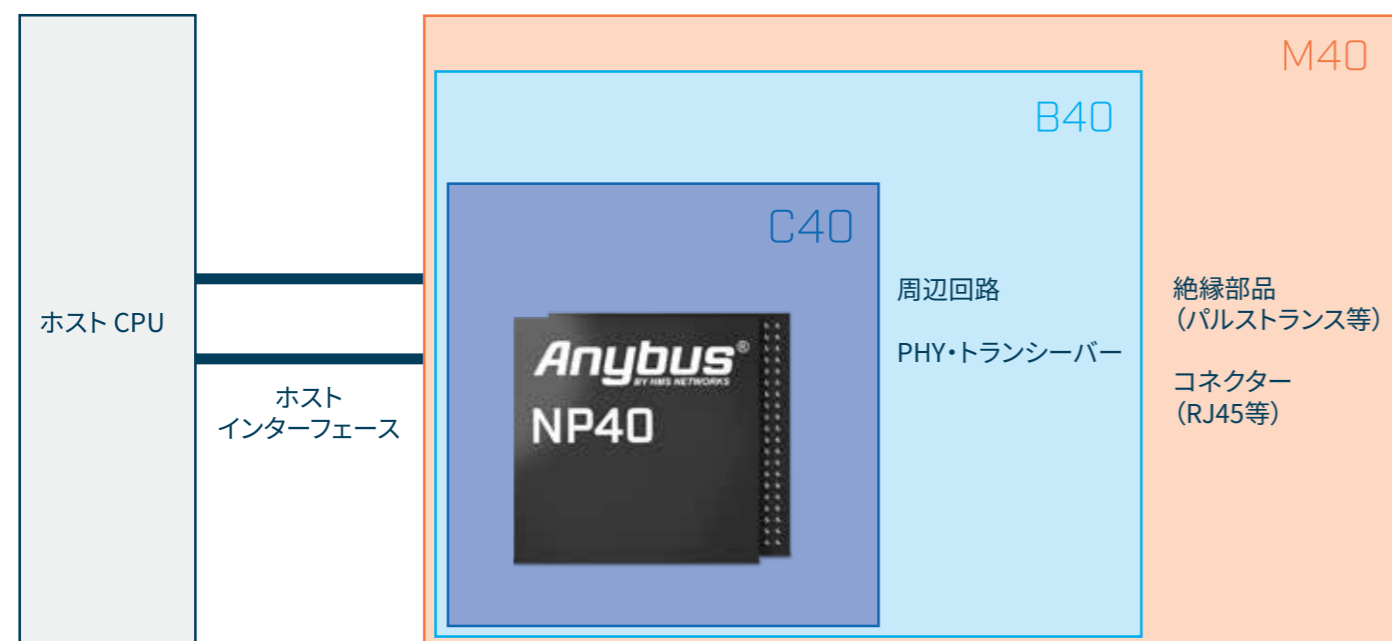 M40
B40
C40
ホスト CPU
ホスト
インターフェース
Anybus®
BY HMS NETWORKS
NP40
周辺回路
PHY・トランシーバー
絶縁部品
（パルストランス等）
コネクター
（RJ45等）